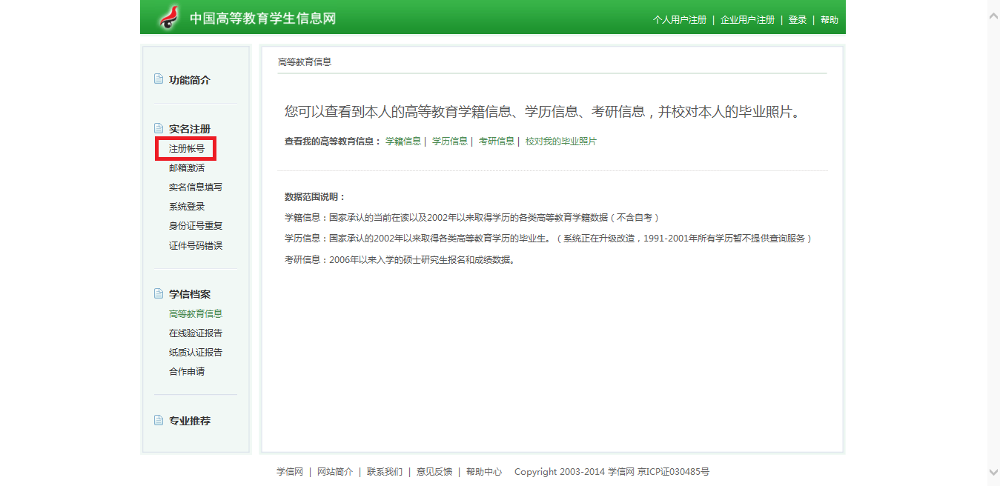 中国高等教育学生信息网
个人用户注册 | 企业用户注册 | 登录 | 帮助
功能简介
实名注册
注册帐号
邮箱激活
实名信息填写
系统登录
身份证号重复
证件号码错误
学信档案
高等教育信息
在线验证报告
纸质认证报告
合作申请
专业推荐
高等教育信息
您可以查看到本人的高等教育学籍信息、学历信息、考研信息，并校对本人的毕业照片。
查看我的高等教育信息： 学籍信息 | 学历信息 | 考研信息 | 校对我的毕业照片
数据范围说明：
学籍信息：国家承认的当前在读以及2002年以来取得学历的各类高等教育学籍数据（不含自考）
学历信息：国家承认的2002年以来取得各类高等教育学历的毕业生。（系统正在升级改造，1991-2001年所有学历暂不提供查询服务）
考研信息：2006年以来入学的硕士研究生报名和成绩数据。
学信网 | 网站简介 | 联系我们 | 意见反馈 | 帮助中心 Copyright 2003-2014 学信网 京ICP证030485号